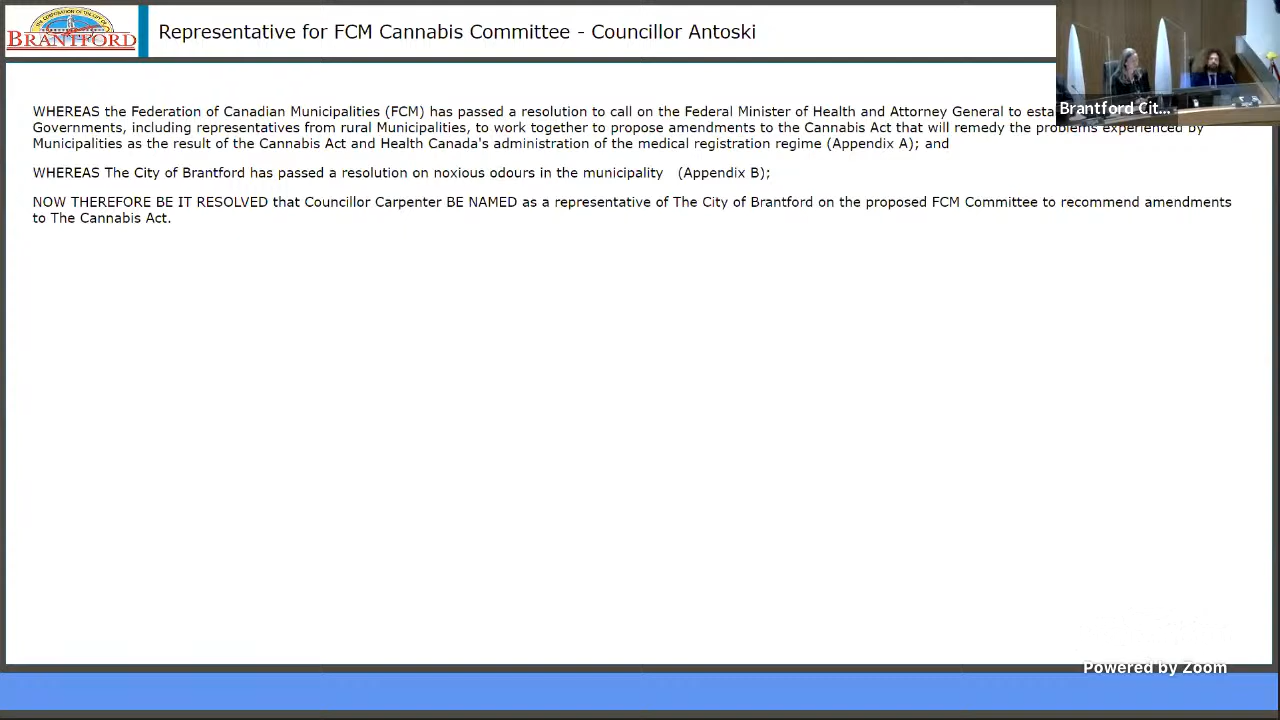 THE CORPORATION OF THE CITY OF
BRANTFORD
Representative for FCM Cannabis Committee - Councillor Antoski
Brantford Cit...
WHEREAS the Federation of Canadian Municipalities (FCM) has passed a resolution to call on the Federal Minister of Health and Attorney General to esta
Governments, including representatives from rural Municipalities, to work together to propose amendments to the Cannabis Act that will remedy the problems experienced by
Municipalities as the result of the Cannabis Act and Health Canada's administration of the medical registration regime (Appendix A); and
WHEREAS The City of Brantford has passed a resolution on noxious odours in the municipality (Appendix B);
NOW THEREFORE BE IT RESOLVED that Councillor Carpenter BE NAMED as a representative of The City of Brantford on the proposed FCM Committee to recommend amendments
to The Cannabis Act.
Powered by Zoom